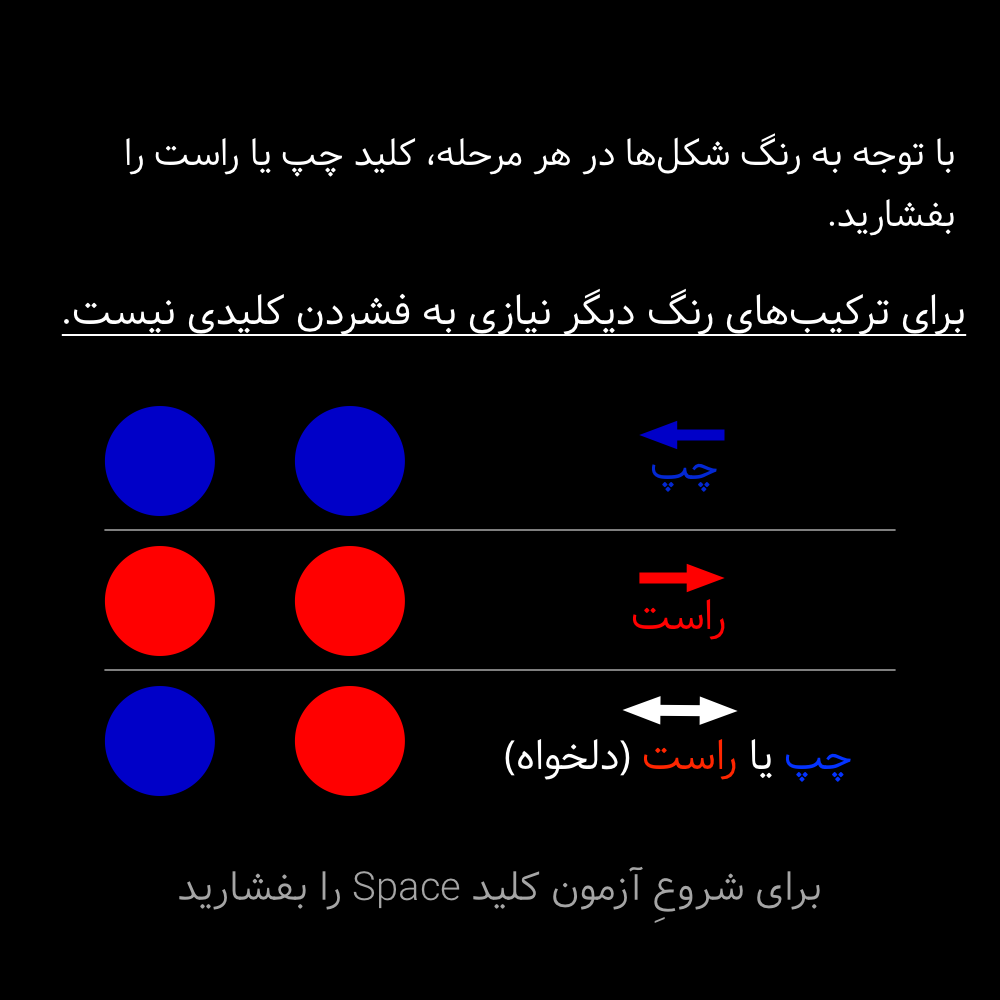 با توجه به رنگ شکل‌ها در هر مرحله، کلید چپ یا راست را
بفشارید.
برای ترکیب‌های رنگ دیگر نیازی به فشردن کلیدی نیست.
چپ
راست
چپ یا راست (دلخواه)
برای شروعِ آزمون کلید Space را بفشارید